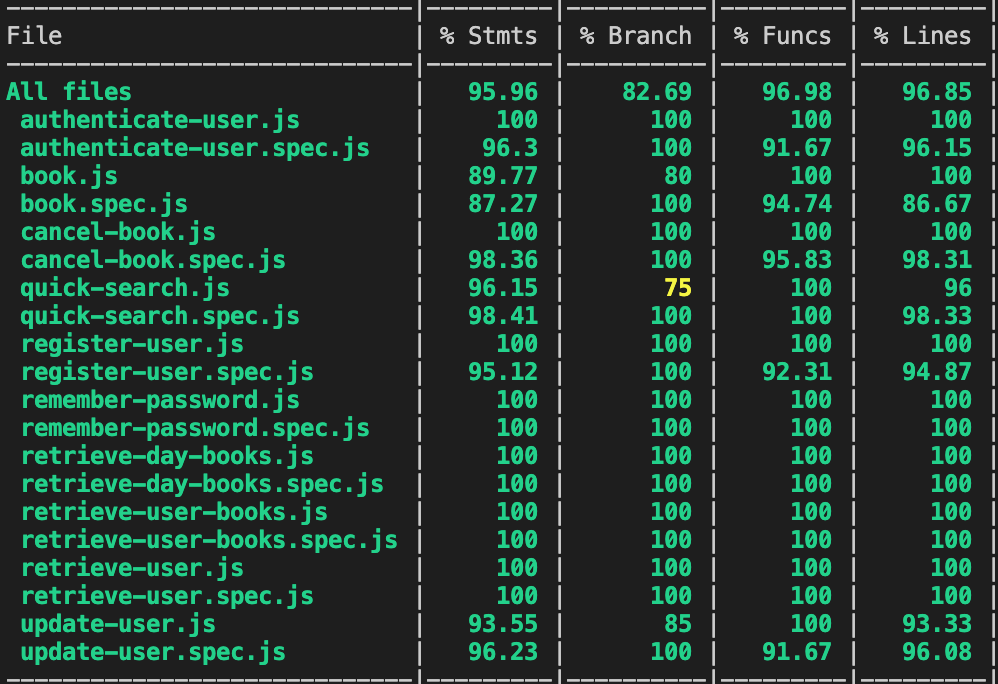 File | % Stmts | % Branch | % Funcs | % Lines
All files | 95.96 | 82.69 | 96.98 | 96.85
authenticate-user.js | 100 | 100 | 100 | 100
authenticate-user.spec.js | 96.3 | 100 | 91.67 | 96.15
book.js | 89.77 | 80 | 100 | 100
book.spec.js | 87.27 | 100 | 94.74 | 86.67
cancel-book.js | 100 | 100 | 100 | 100
cancel-book.spec.js | 98.36 | 100 | 95.83 | 98.31
quick-search.js | 96.15 | 75 | 100 | 96
quick-search.spec.js | 98.41 | 100 | 100 | 98.33
register-user.js | 100 | 100 | 100 | 100
register-user.spec.js | 95.12 | 100 | 92.31 | 94.87
remember-password.js | 100 | 100 | 100 | 100
remember-password.spec.js | 100 | 100 | 100 | 100
retrieve-day-books.js | 100 | 100 | 100 | 100
retrieve-day-books.spec.js | 100 | 100 | 100 | 100
retrieve-user-books.js | 100 | 100 | 100 | 100
retrieve-user-books.spec.js | 100 | 100 | 100 | 100
retrieve-user.js | 100 | 100 | 100 | 100
retrieve-user.spec.js | 100 | 100 | 100 | 100
update-user.js | 93.55 | 85 | 100 | 93.33
update-user.spec.js | 96.23 | 100 | 91.67 | 96.08